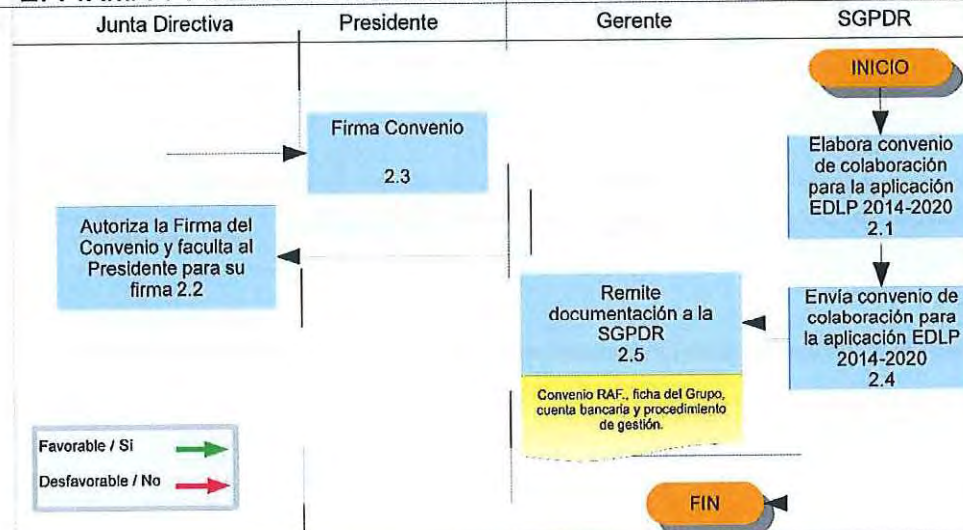 Junta Directiva
Presidente
Gerente
SGPDR
INICIO
Elabora convenio
de colaboración
para la aplicación
EDLP 2014-2020
2.1
Firma Convenio
2.3
Autoriza la Firma del
Convenio y faculta al
Presidente para su
firma 2.2
Remite
documentación a la
SGPDR
2.5
Convenio RAF., ficha del Grupo,
cuenta bancaria y procedimiento
de gestión.
Envía convenio de
colaboración para
la aplicación EDLP
2014-2020
2.4
Favorable / Si
Desfavorable / No
FIN